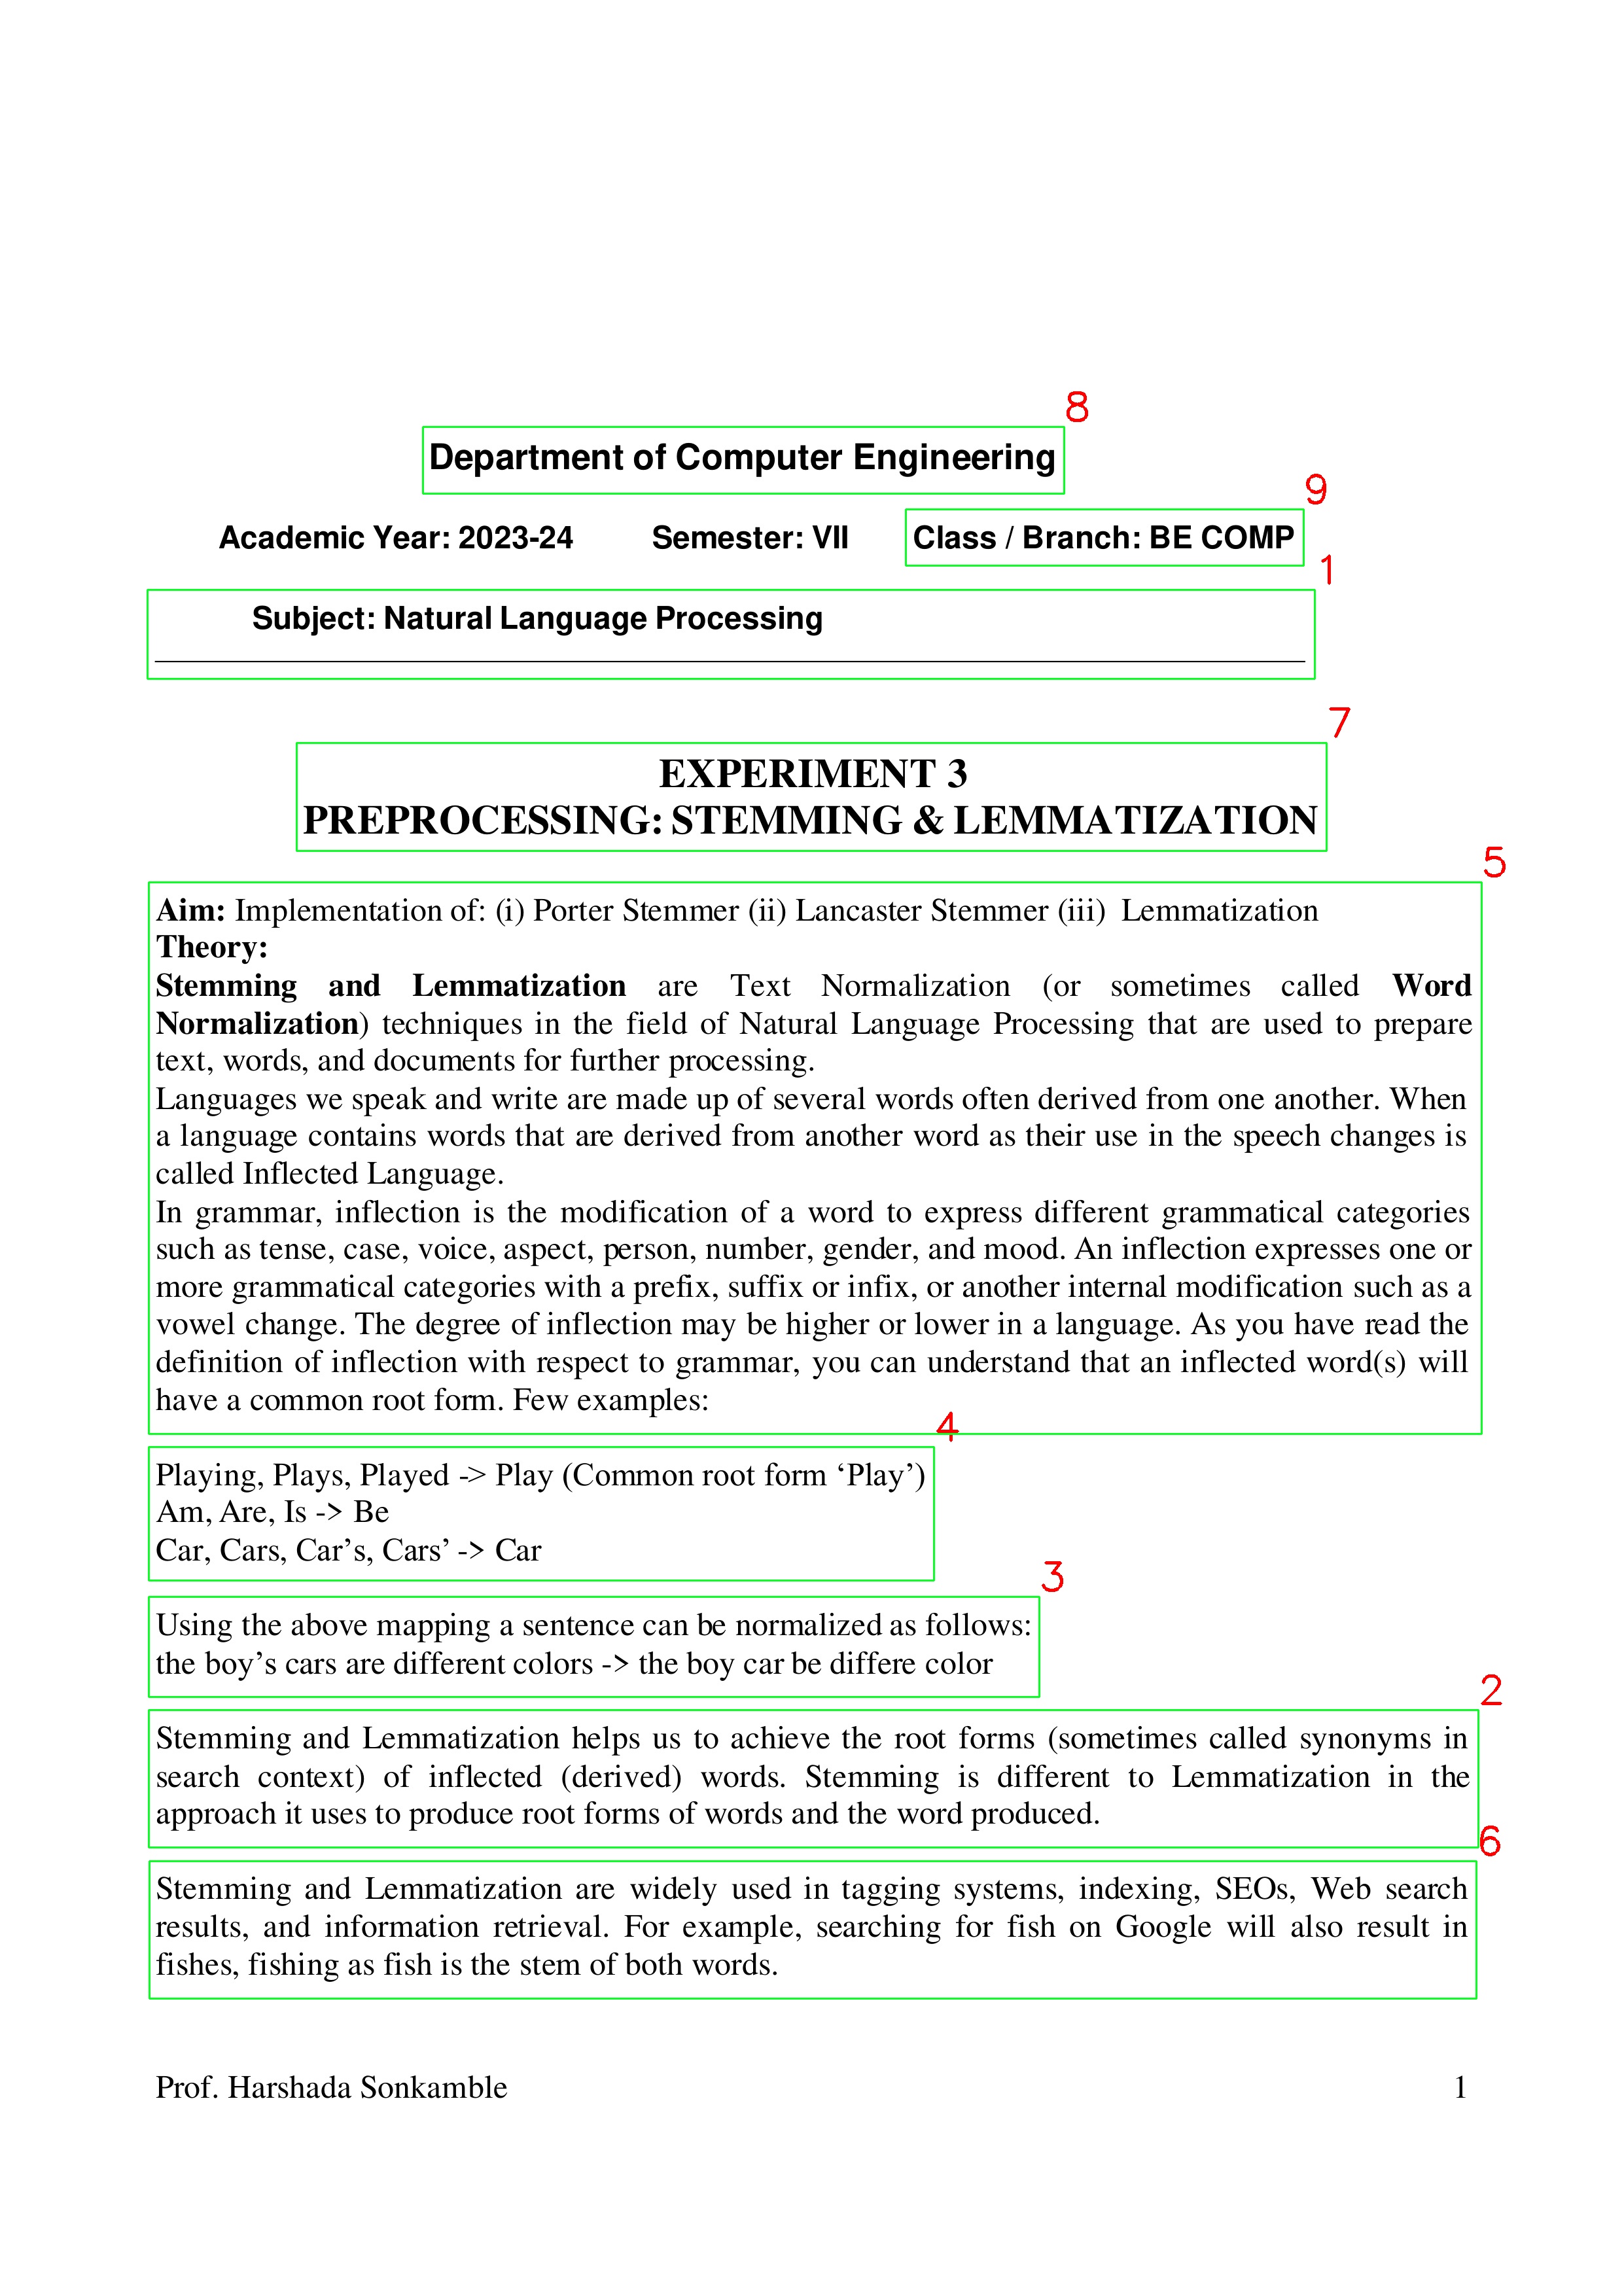 8
Department of Computer Engineering
9
Academic Year: 2023-24 Semester: VII Class / Branch: BE COMP
1
Subject: Natural Language Processing
7
EXPERIMENT 3
PREPROCESSING: STEMMING & LEMMATIZATION
5
Aim: Implementation of: (i) Porter Stemmer (ii) Lancaster Stemmer (iii) Lemmatization
Theory:
Stemming and Lemmatization are Text Normalization (or sometimes called Word
Normalization) techniques in the field of Natural Language Processing that are used to prepare
text, words, and documents for further processing.
Languages we speak and write are made up of several words often derived from one another. When
a language contains words that are derived from another word as their use in the speech changes is
called Inflected Language.
In grammar, inflection is the modification of a word to express different grammatical categories
such as tense, case, voice, aspect, person, number, gender, and mood. An inflection expresses one or
more grammatical categories with a prefix, suffix or infix, or another internal modification such as a
vowel change. The degree of inflection may be higher or lower in a language. As you have read the
definition of inflection with respect to grammar, you can understand that an inflected word(s) will
have a common root form. Few examples:
4
Playing, Plays, Played -> Play (Common root form ‘Play’)
Am, Are, Is -> Be
Car, Cars, Car’s, Cars’ -> Car
3
Using the above mapping a sentence can be normalized as follows:
the boy’s cars are different colors -> the boy car be differe color
2
Stemming and Lemmatization helps us to achieve the root forms (sometimes called synonyms in
search context) of inflected (derived) words. Stemming is different to Lemmatization in the
approach it uses to produce root forms of words and the word produced.
6
Stemming and Lemmatization are widely used in tagging systems, indexing, SEOs, Web search
results, and information retrieval. For example, searching for fish on Google will also result in
fishes, fishing as fish is the stem of both words.
Prof. Harshada Sonkamble 1